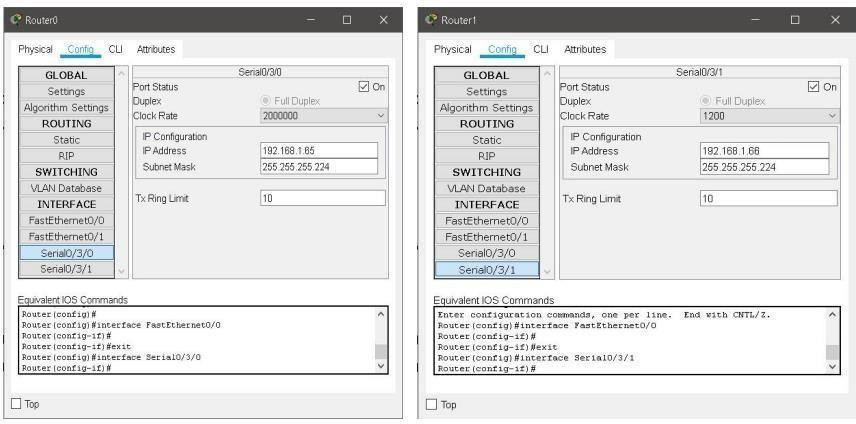 Router0
Physical Config CLI Attributes
GLOBAL
Settings
Algorithm Settings
ROUTING
Static
RIP
SWITCHING
VLAN Database
INTERFACE
FastEthernet0/0
FastEthernet0/1
Serial0/3/0
Serial0/3/1
Serial0/3/0
Port Status On
Duplex Full Duplex
Clock Rate 2000000
IP Configuration
IP Address 192.168.1.65
Subnet Mask 255.255.255.224
Tx Ring Limit 10
Equivalent IOS Commands
Router(config)#
Router(config)#interface FastEthernet0/0
Router(config-if)#
Router(config-if)#exit
Router(config)#interface Serial0/3/0
Router(config-if)#
Top
Router1
Physical Config CLI Attributes
GLOBAL
Settings
Algorithm Settings
ROUTING
Static
RIP
SWITCHING
VLAN Database
INTERFACE
FastEthernet0/0
FastEthernet0/1
Serial0/3/0
Serial0/3/1
Serial0/3/1
Port Status On
Duplex Full Duplex
Clock Rate 1200
IP Configuration
IP Address 192.168.1.66
Subnet Mask 255.255.255.224
Tx Ring Limit 10
Equivalent IOS Commands
Enter configuration commands, one per line. End with CNTL/Z.
Router(config)#interface FastEthernet0/0
Router(config-if)#
Router(config-if)#exit
Router(config)#interface Serial0/3/1
Router(config-if)#
Top